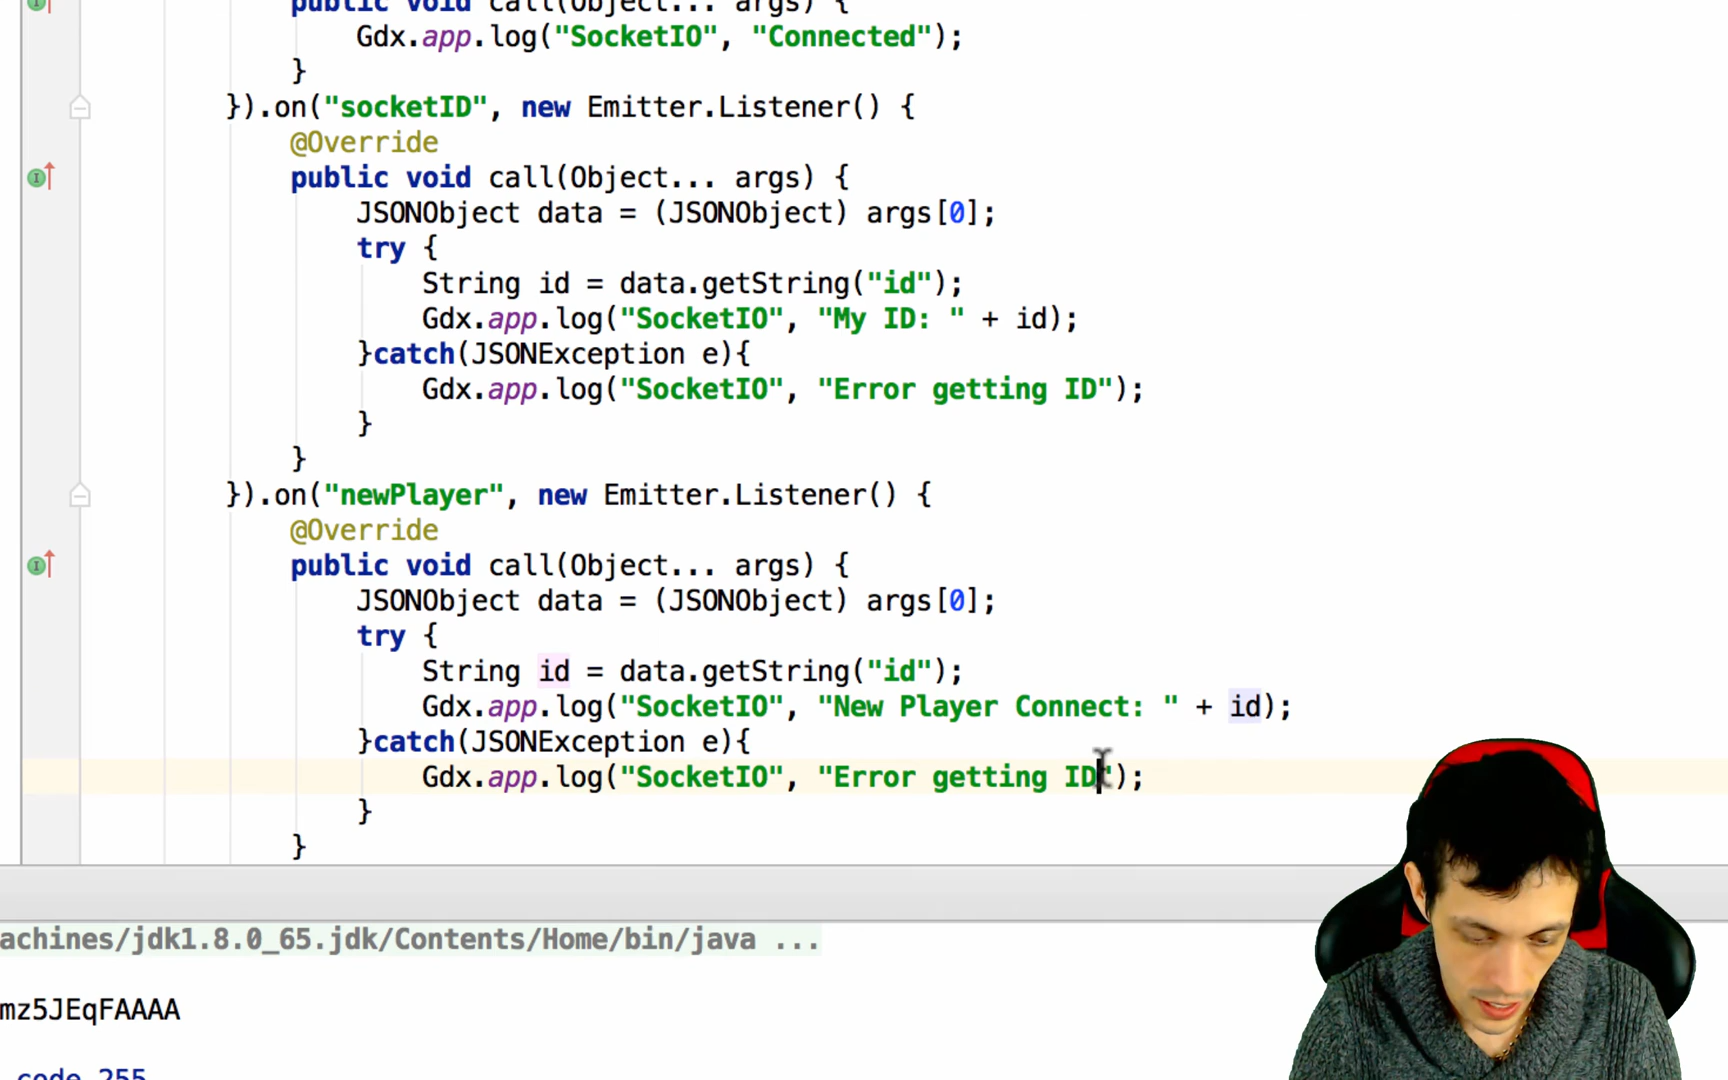 public void call(Object... args) {
Gdx.app.log("SocketIO", "Connected");
}
}).on("socketID", new Emitter.Listener() {
@Override
public void call(Object... args) {
JSONObject data = (JSONObject) args[0];
try {
String id = data.getString("id");
Gdx.app.log("SocketIO", "My ID: " + id);
}catch(JSONException e){
Gdx.app.log("SocketIO", "Error getting ID");
}
}
}).on("newPlayer", new Emitter.Listener() {
@Override
public void call(Object... args) {
JSONObject data = (JSONObject) args[0];
try {
String id = data.getString("id");
Gdx.app.log("SocketIO", "New Player Connect: " + id);
}catch(JSONException e){
Gdx.app.log("SocketIO", "Error getting ID");
}
}
achines/jdk1.8.0_65.jdk/Contents/Home/bin/java ...
mz5JEqFAAAA
code 255